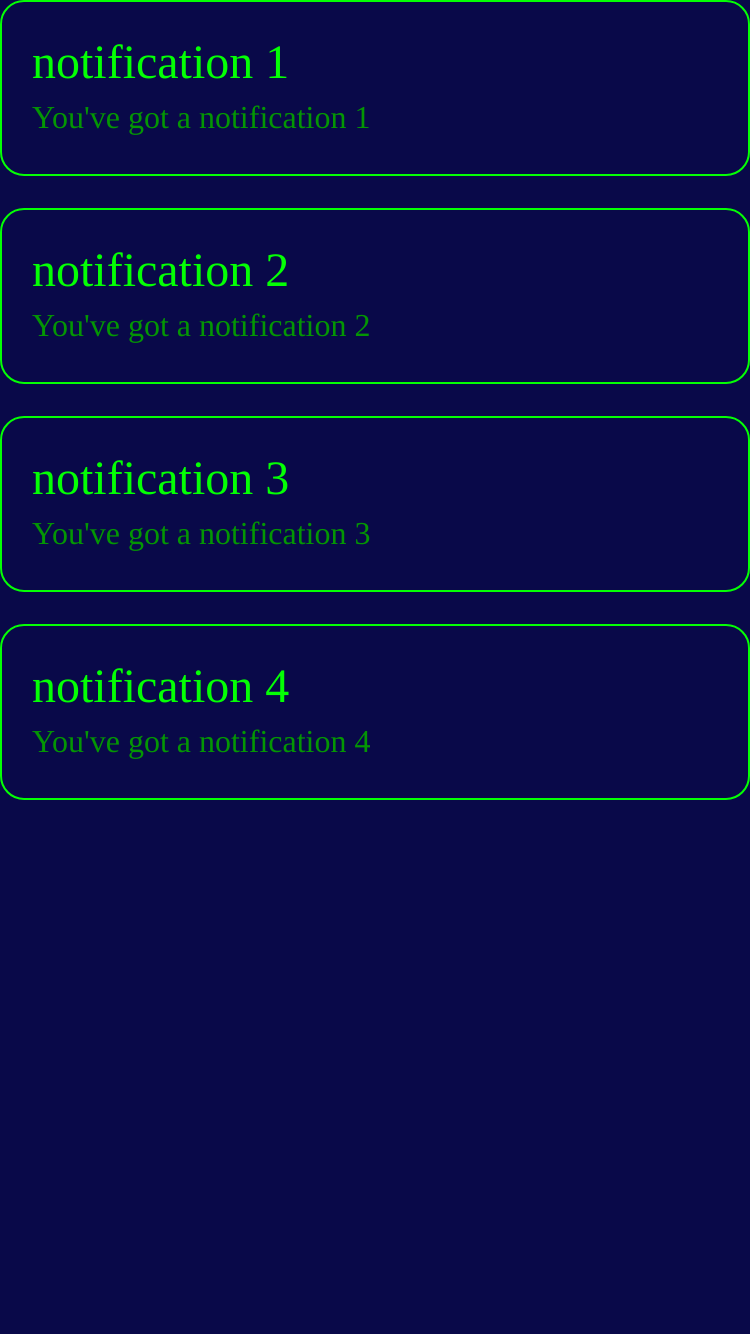 notification 1
You've got a notification 1
notification 2
You've got a notification 2
notification 3
You've got a notification 3
notification 4
You've got a notification 4